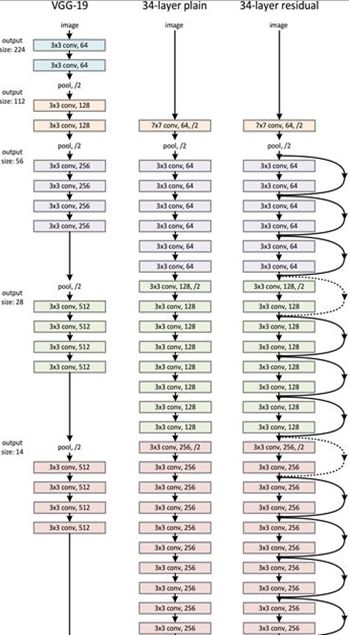 VGG-19
34-layer plain
34-layer residual
output
size: 224
output
size: 112
output
size: 56
output
size: 28
output
size: 14
image
3x3 conv, 64
3x3 conv, 64
pool, /2
3x3 conv, 128
3x3 conv, 128
pool, /2
3x3 conv, 256
3x3 conv, 256
3x3 conv, 256
3x3 conv, 256
pool, /2
3x3 conv, 512
3x3 conv, 512
3x3 conv, 512
3x3 conv, 512
pool, /2
3x3 conv, 512
3x3 conv, 512
3x3 conv, 512
3x3 conv, 512
image
7x7 conv, 64, /2
pool, /2
3x3 conv, 64
3x3 conv, 64
3x3 conv, 64
3x3 conv, 64
3x3 conv, 64
3x3 conv, 64
3x3 conv, 128, /2
3x3 conv, 128
3x3 conv, 128
3x3 conv, 128
3x3 conv, 128
3x3 conv, 128
3x3 conv, 128
3x3 conv, 128
3x3 conv, 256, /2
3x3 conv, 256
3x3 conv, 256
3x3 conv, 256
3x3 conv, 256
3x3 conv, 256
3x3 conv, 256
3x3 conv, 256
3x3 conv, 256
3x3 conv, 256
image
7x7 conv, 64, /2
pool, /2
3x3 conv, 64
3x3 conv, 64
3x3 conv, 64
3x3 conv, 64
3x3 conv, 64
3x3 conv, 64
3x3 conv, 128, /2
3x3 conv, 128
3x3 conv, 128
3x3 conv, 128
3x3 conv, 128
3x3 conv, 128
3x3 conv, 128
3x3 conv, 128
3x3 conv, 256, /2
3x3 conv, 256
3x3 conv, 256
3x3 conv, 256
3x3 conv, 256
3x3 conv, 256
3x3 conv, 256
3x3 conv, 256
3x3 conv, 256
3x3 conv, 256